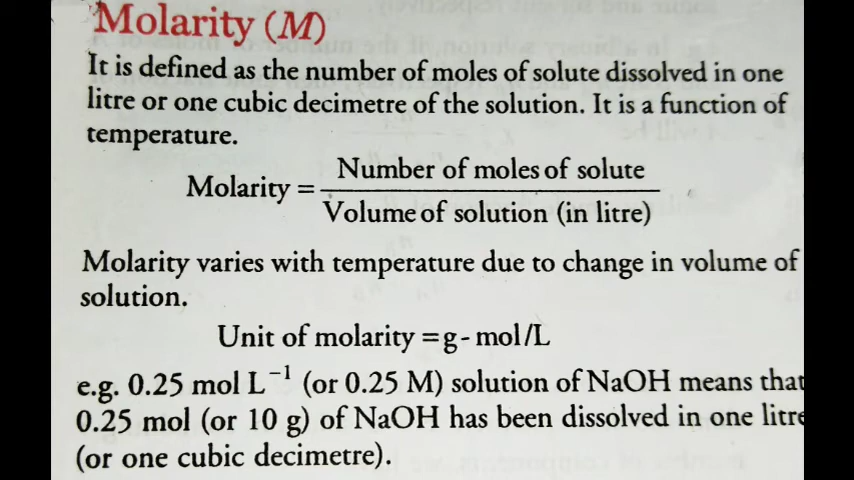 Molarity (M)
It is defined as the number of moles of solute dissolved in one
litre or one cubic decimetre of the solution. It is a function of
temperature.
Molarity = Number of moles of solute / Volume of solution (in litre)
Molarity varies with temperature due to change in volume of
solution.
Unit of molarity = g - mol/L
e.g. 0.25 mol L⁻¹ (or 0.25 M) solution of NaOH means that
0.25 mol (or 10 g) of NaOH has been dissolved in one litre
(or one cubic decimetre).